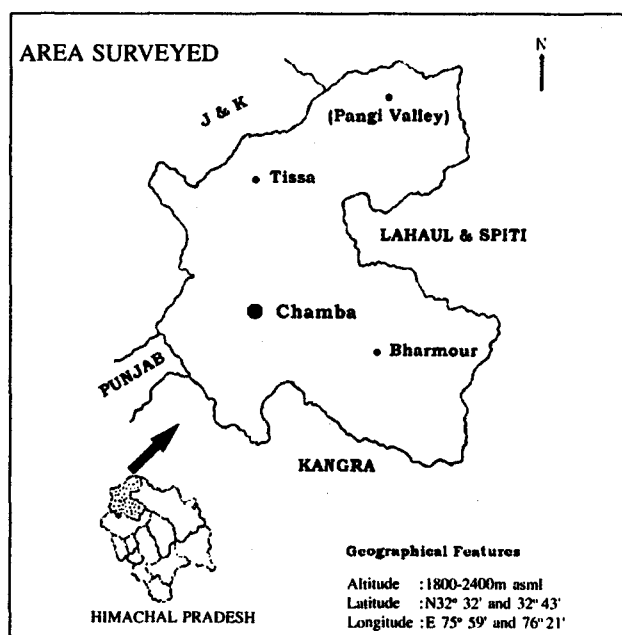 AREA SURVEYED
N
J & K
(Pangi Valley)
Tissa
LAHAUL & SPITI
Chamba
Bharmour
PUNJAB
KANGRA
HIMACHAL PRADESH
Geographical Features
Altitude :1800-2400m asml
Latitude :N32° 32' and 32° 43'
Longitude :E 75° 59' and 76° 21'